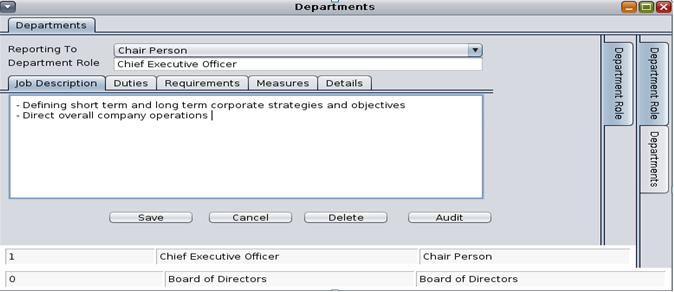 Departments
Departments
Reporting To Chair Person
Department Role Chief Executive Officer
Job Description Duties Requirements Measures Details
- Defining short term and long term corporate strategies and objectives
- Direct overall company operations
Save Cancel Delete Audit
Department Role
Department Role
Departments
1 Chief Executive Officer Chair Person
0 Board of Directors Board of Directors